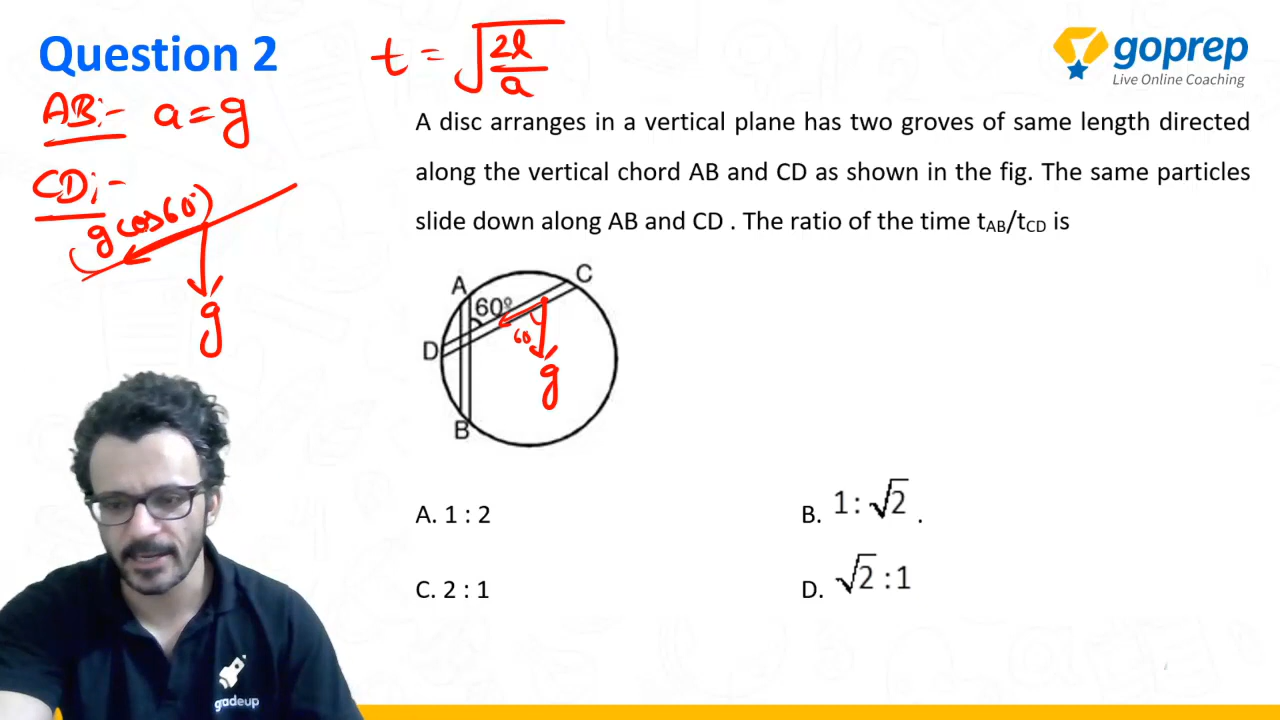 Question 2
t = √2l/a
goprep
Live Online Coaching
AB:- a = g
CD:-
g cos60°
g
A disc arranges in a vertical plane has two groves of same length directed
along the vertical chord AB and CD as shown in the fig. The same particles
slide down along AB and CD . The ratio of the time tAB/tCD is
A
C
60º
D
60
g
B
A. 1 : 2
B. 1 : √2 .
C. 2 : 1
D. √2 : 1
gradeup